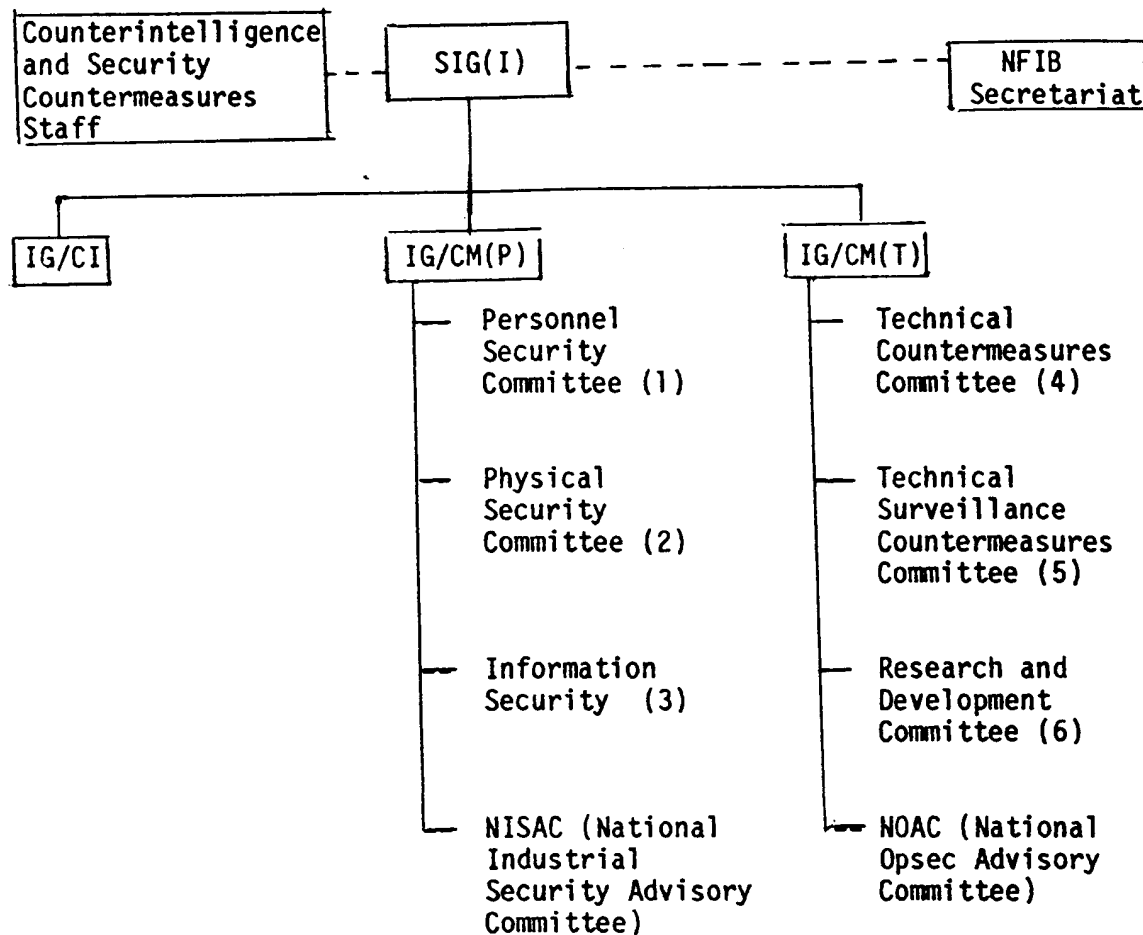 Counterintelligence
and Security
Countermeasures
Staff
SIG(I)
NFIB
Secretariat
IG/CI
IG/CM(P)
IG/CM(T)
Personnel
Security
Committee (1)
Physical
Security
Committee (2)
Information
Security (3)
NISAC (National
Industrial
Security Advisory
Committee)
Technical
Countermeasures
Committee (4)
Technical
Surveillance
Countermeasures
Committee (5)
Research and
Development
Committee (6)
NOAC (National
Opsec Advisory
Committee)